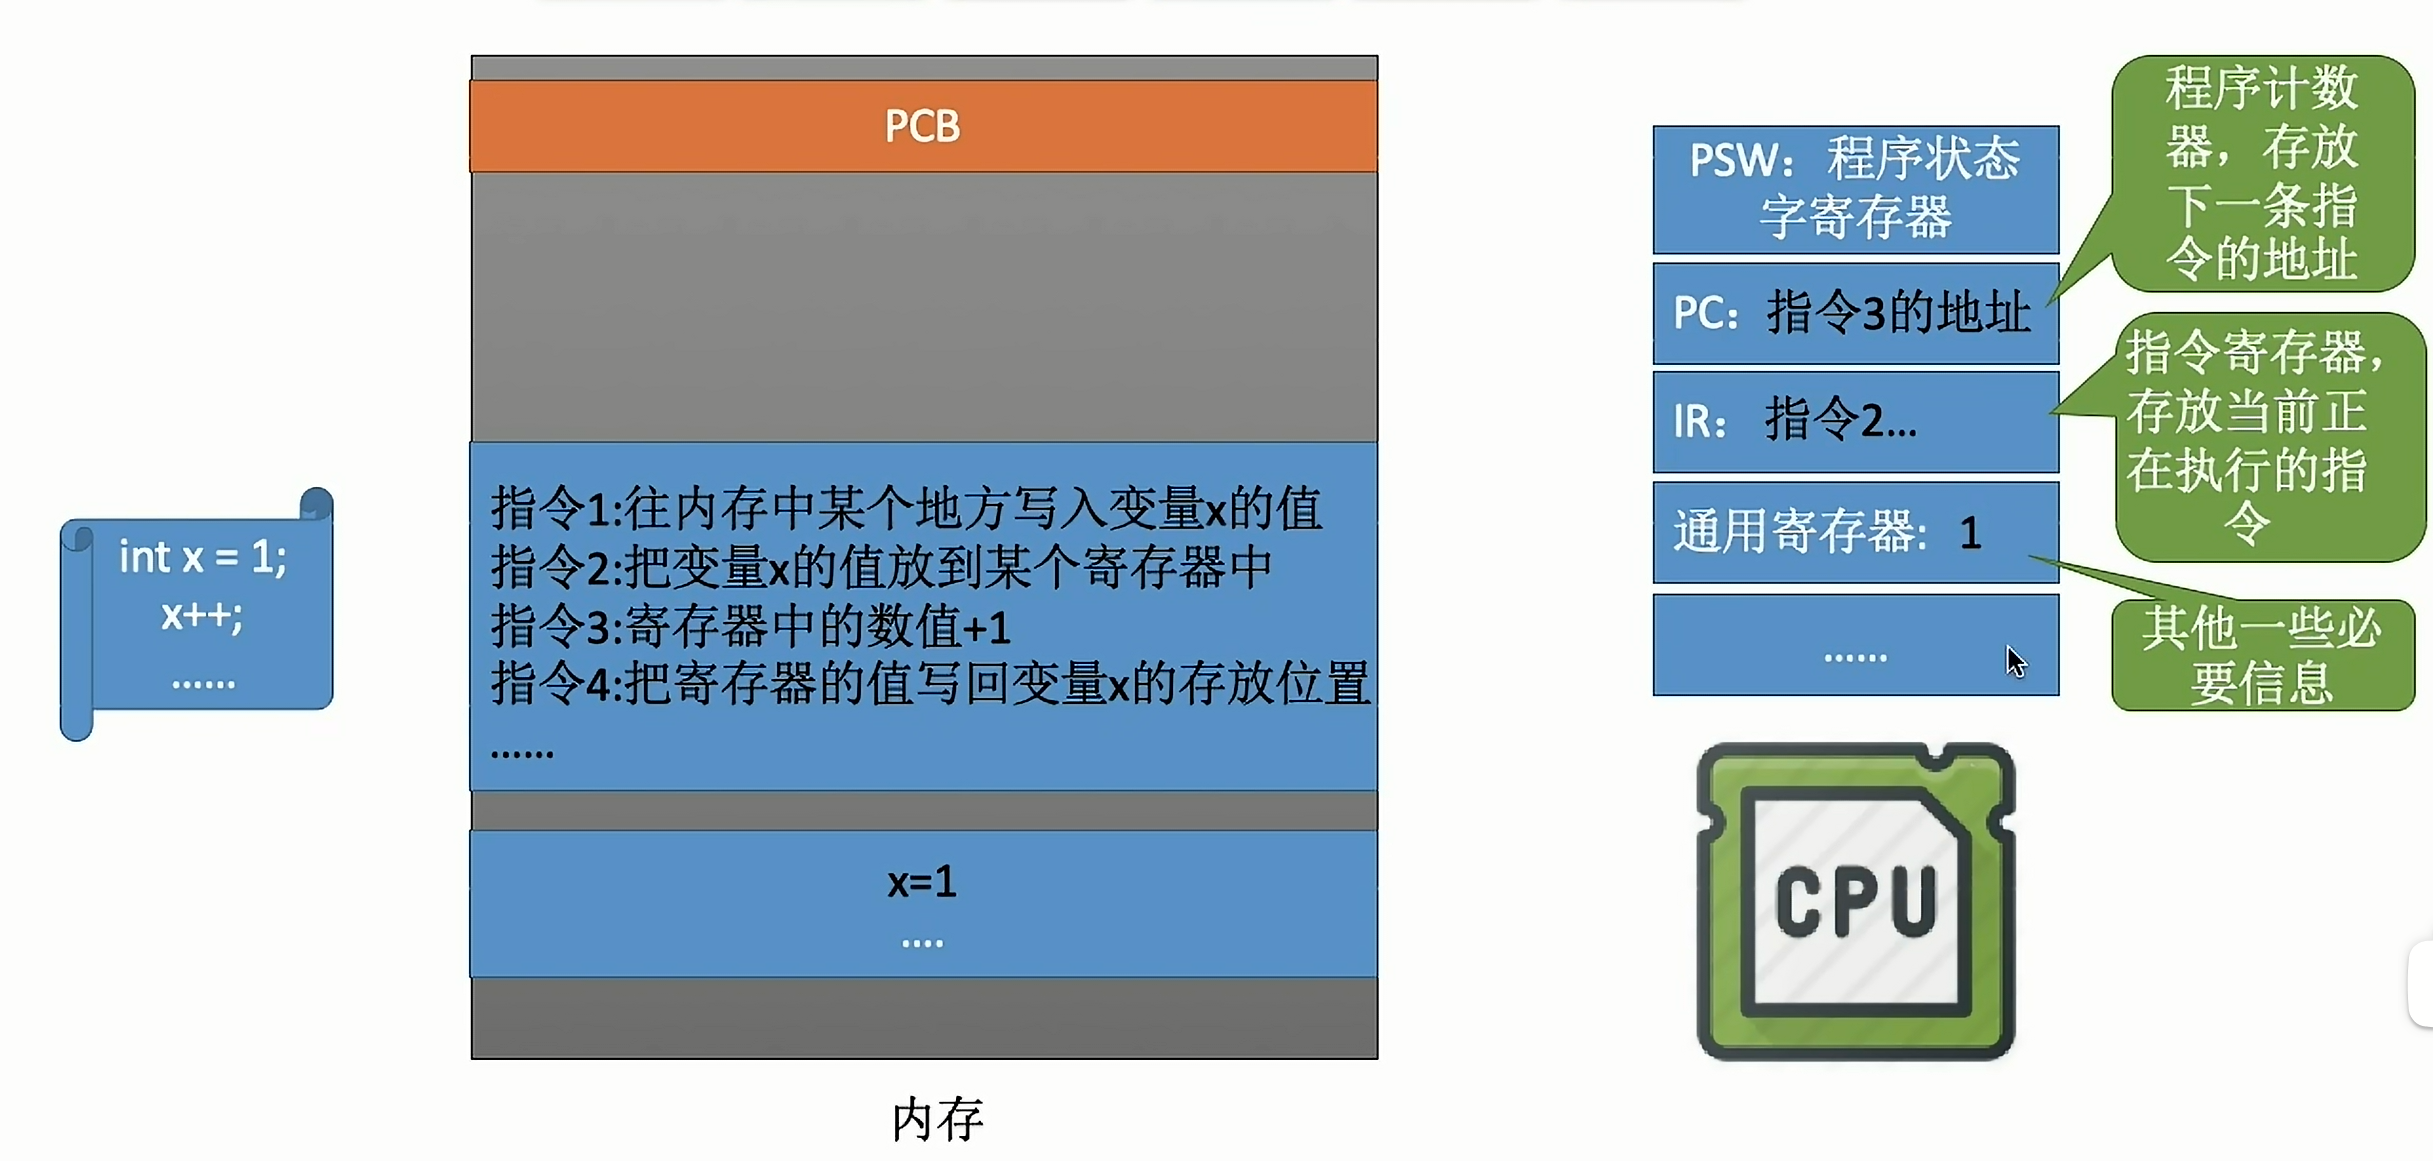 int x = 1;
x++;
......
PCB
指令1:往内存中某个地方写入变量x的值
指令2:把变量x的值放到某个寄存器中
指令3:寄存器中的数值+1
指令4:把寄存器的值写回变量x的存放位置
......
x=1
....
内存
PSW：程序状态
字寄存器
PC：指令3的地址
IR：指令2...
通用寄存器：1
......
CPU
程序计数
器，存放
下一条指
令的地址
指令寄存器，
存放当前正
在执行的指
令
其他一些必
要信息